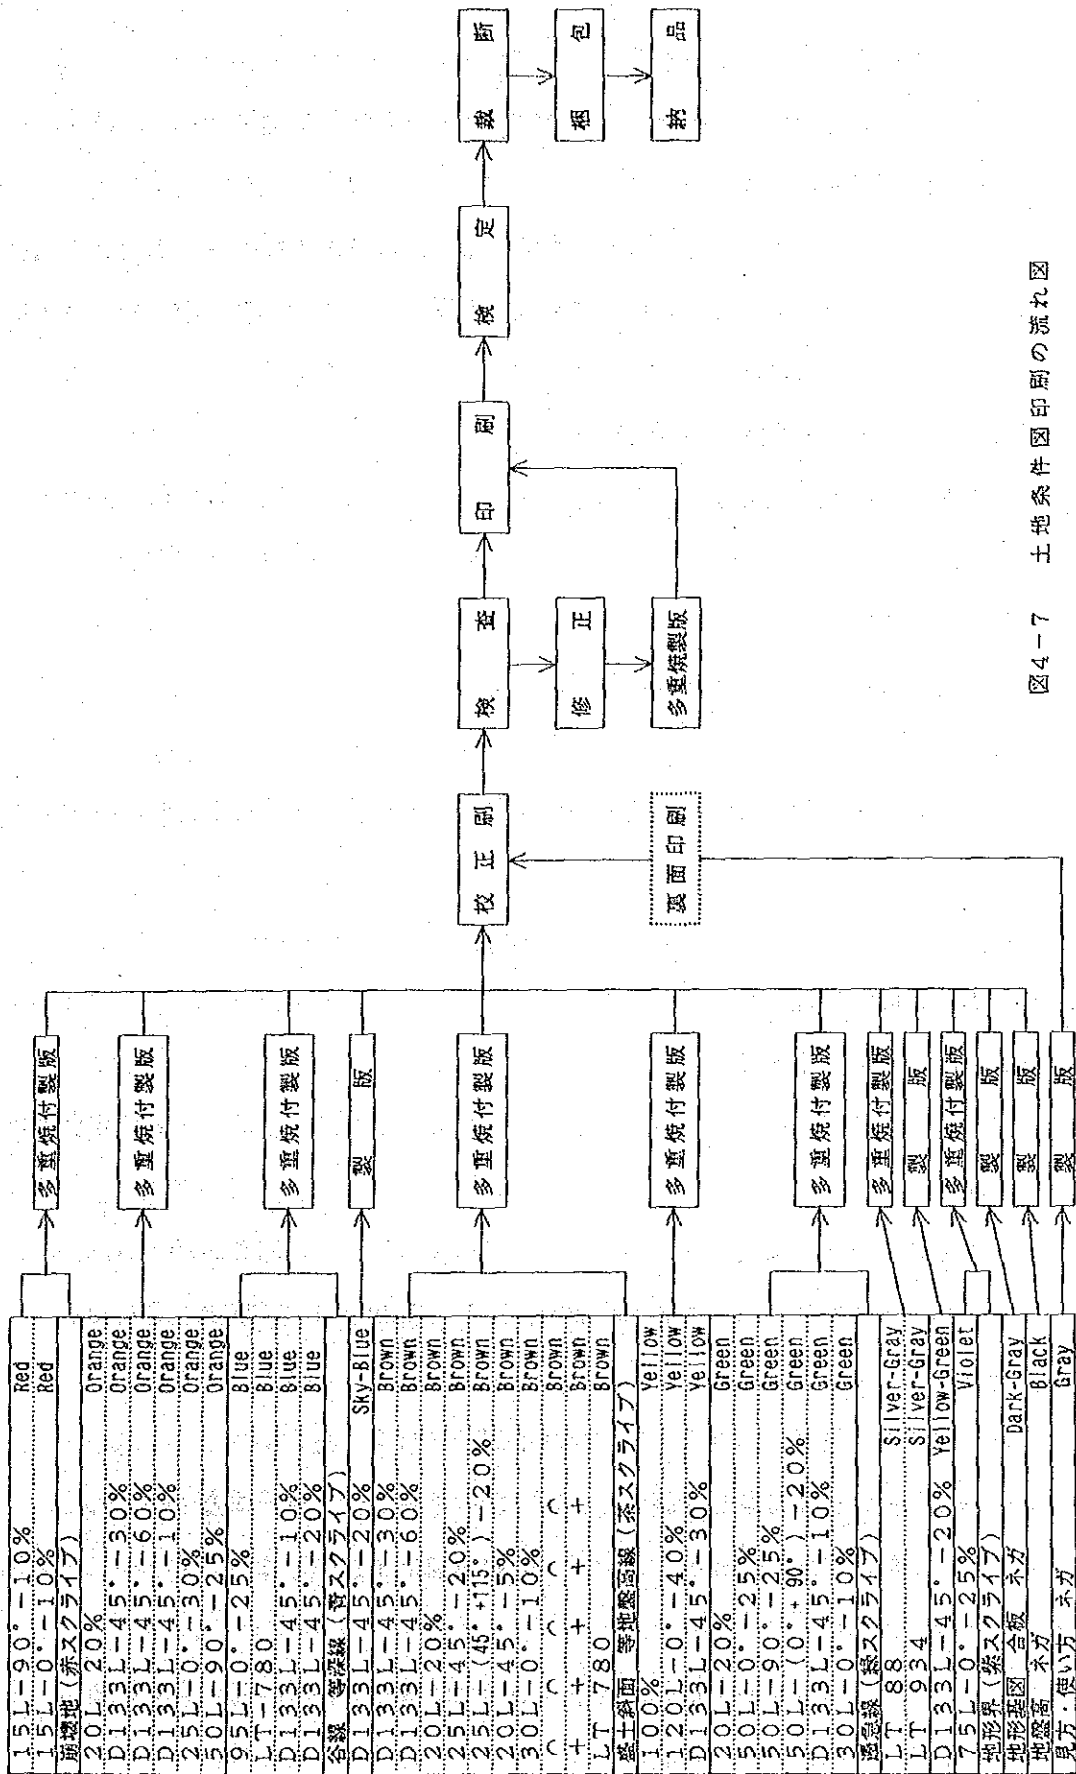 15L-90°-10% Red
15L-0°-10% Red
崩壊地(赤スクライブ)
20L-20% Orange
D133L-45°-30% Orange
D133L-45°-60% Orange
D133L-45°-10% Orange
25L-0°-30% Orange
50L-90°-25% Orange
95L-0°-25% Blue
LT-780 Blue
D133L-45°-10% Blue
D133L-45°-20% Blue
谷線 等深線(青スクライブ)
D133L-45°-20% Sky-Blue
D133L-45°-30% Brown
D133L-45°-60% Brown
20L-20% Brown
25L-45°-20% Brown
25L-(45°+115°)-20% Brown
20L-45°-5% Brown
30L-0°-10% Brown
∩ ∩ ∩ ∩ ∩ Brown
+ + + + + Brown
LT 780 Brown
盛土斜面 等地盤高線(茶スクライブ)
100% Yellow
120L-0°-40% Yellow
D133L-45°-30% Yellow
20L-20% Green
50L-0°-25% Green
50L-90°-25% Green
50L-(0°+90°)-20% Green
D133L-45°-10% Green
30L-0°-10% Green
遷急線(緑スクライブ)
LT 88 Silver-Gray
LT 934 Silver-Gray
D133L-45°-20% Yellow-Green
75L-0°-25% Violet
地形界(紫スクライブ)
地形基図 合板 ネガ Dark-Gray
地盤高 ネガ Black
見方・使い方 ネガ Gray
多重焼付製版
多重焼付製版
多重焼付製版
製版
多重焼付製版
多重焼付製版
多重焼付製版
多重焼付製版
製版
多重焼付製版
製版
製版
製版
校正刷
裏面印刷
検査
修正
多重焼製版
印刷
検定
裁断
梱包
納品
図4-7 土地条件図印刷の流れ図